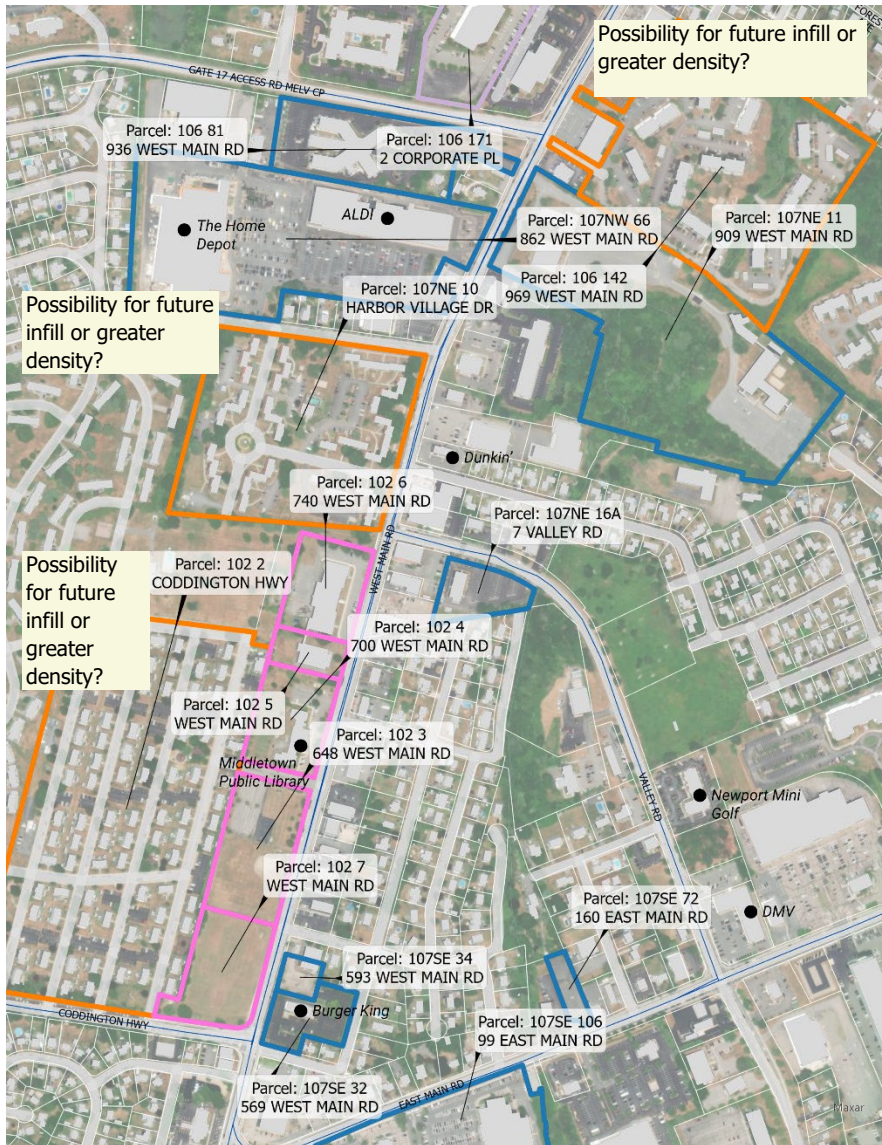 FORES
Possibility for future infill or
greater density?
GATE 17 ACCESS RD MELV CP
Parcel: 106 81
936 WEST MAIN RD
Parcel: 106 171
2 CORPORATE PL
The Home
Depot
ALDI
Parcel: 107NW 66
862 WEST MAIN RD
Parcel: 107NE 11
909 WEST MAIN RD
Parcel: 106 142
969 WEST MAIN RD
Parcel: 107NE 10
HARBOR VILLAGE DR
Possibility for future
infill or greater
density?
Dunkin'
Parcel: 102 6
740 WEST MAIN RD
Parcel: 107NE 16A
7 VALLEY RD
WEST MAIN RD
Parcel: 102 2
CODDINGTON HWY
Possibility
for future
infill or
greater
density?
Parcel: 102 4
700 WEST MAIN RD
Parcel: 102 5
WEST MAIN RD
Parcel: 102 3
648 WEST MAIN RD
Middletown
Public Library
VALLEY RD
Newport Mini
Golf
Parcel: 102 7
WEST MAIN RD
Parcel: 107SE 72
160 EAST MAIN RD
DMV
Parcel: 107SE 34
593 WEST MAIN RD
Burger King
CODDINGTON HWY
Parcel: 107SE 106
99 EAST MAIN RD
Parcel: 107SE 32
569 WEST MAIN RD
EAST MAIN RD
Maxar